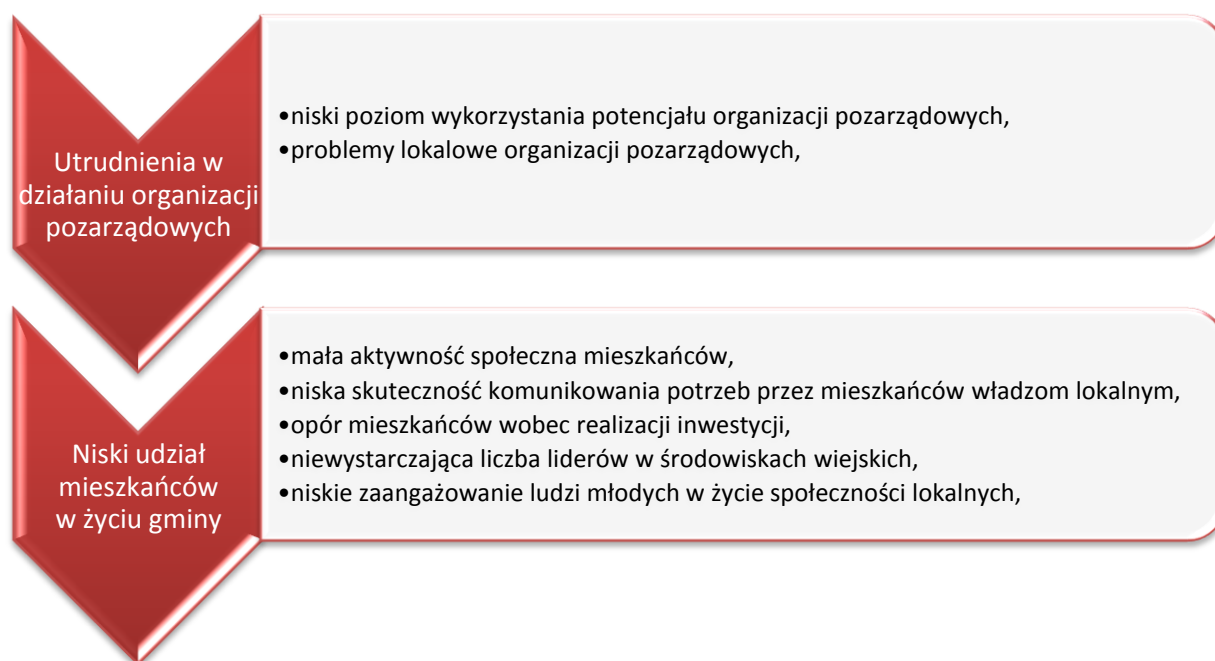 Utrudnienia w
działaniu organizacji
pozarządowych
•niski poziom wykorzystania potencjału organizacji pozarządowych,
•problemy lokalowe organizacji pozarządowych,
Niski udział
mieszkańców
w życiu gminy
•mała aktywność społeczna mieszkańców,
•niska skuteczność komunikowania potrzeb przez mieszkańców władzom lokalnym,
•opór mieszkańców wobec realizacji inwestycji,
•niewystarczająca liczba liderów w środowiskach wiejskich,
•niskie zaangażowanie ludzi młodych w życie społeczności lokalnych,